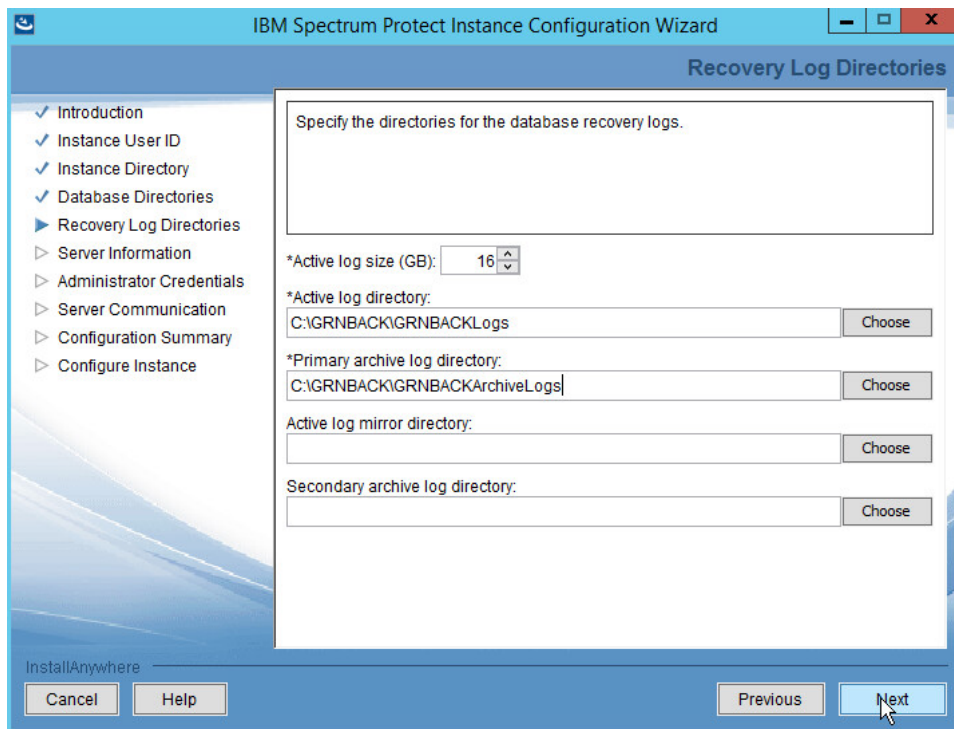 IBM Spectrum Protect Instance Configuration Wizard
Recovery Log Directories
Introduction
Instance User ID
Instance Directory
Database Directories
Recovery Log Directories
Server Information
Administrator Credentials
Server Communication
Configuration Summary
Configure Instance
Specify the directories for the database recovery logs.
*Active log size (GB): 16
*Active log directory:
C:\GRNBACK\GRNBACKLogs Choose
*Primary archive log directory:
C:\GRNBACK\GRNBACKArchiveLogs Choose
Active log mirror directory:
Choose
Secondary archive log directory:
Choose
InstallAnywhere
Cancel Help Previous Next